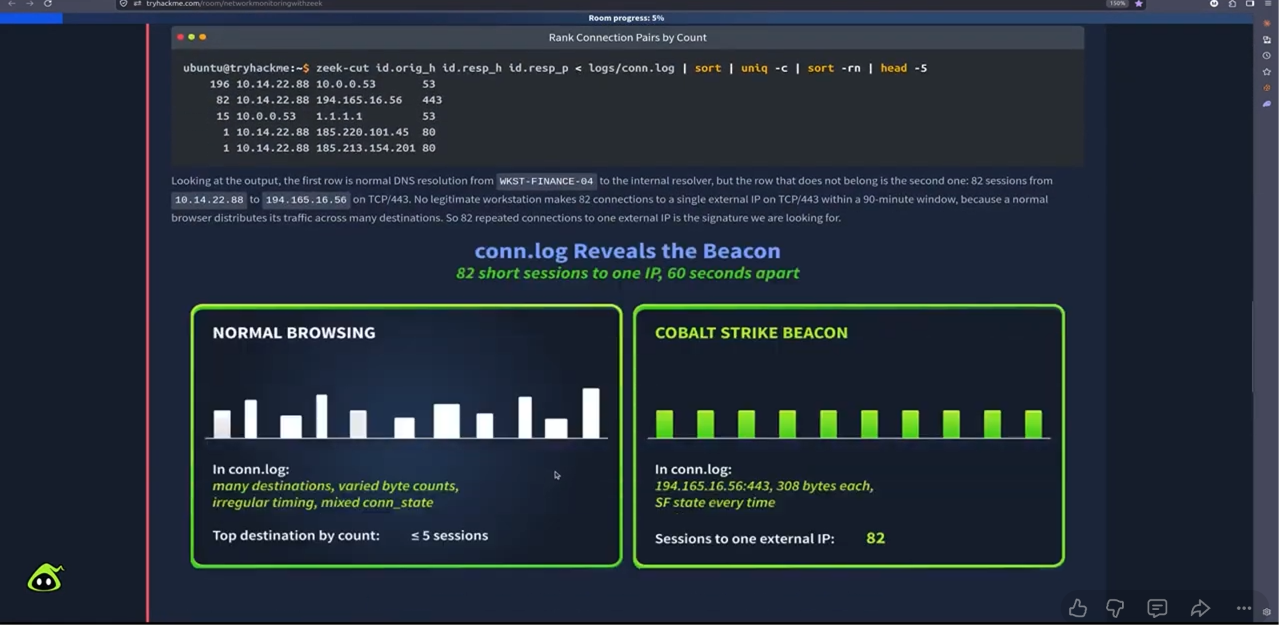 tryhackme.com/room/networkmonitoringwithzeek
150%
Room progress: 5%
Rank Connection Pairs by Count
ubuntu@tryhackme:~$ zeek-cut id.orig_h id.resp_h id.resp_p < logs/conn.log | sort | uniq -c | sort -rn | head -5
196 10.14.22.88 10.0.0.53 53
82 10.14.22.88 194.165.16.56 443
15 10.0.0.53 1.1.1.1 53
1 10.14.22.88 185.220.101.45 80
1 10.14.22.88 185.213.154.201 80
Looking at the output, the first row is normal DNS resolution from WKST-FINANCE-04 to the internal resolver, but the row that does not belong is the second one: 82 sessions from
10.14.22.88 to 194.165.16.56 on TCP/443. No legitimate workstation makes 82 connections to a single external IP on TCP/443 within a 90-minute window, because a normal
browser distributes its traffic across many destinations. So 82 repeated connections to one external IP is the signature we are looking for.
conn.log Reveals the Beacon
82 short sessions to one IP, 60 seconds apart
NORMAL BROWSING
In conn.log:
many destinations, varied byte counts,
irregular timing, mixed conn_state
Top destination by count: ≤ 5 sessions
COBALT STRIKE BEACON
In conn.log:
194.165.16.56:443, 308 bytes each,
SF state every time
Sessions to one external IP: 82